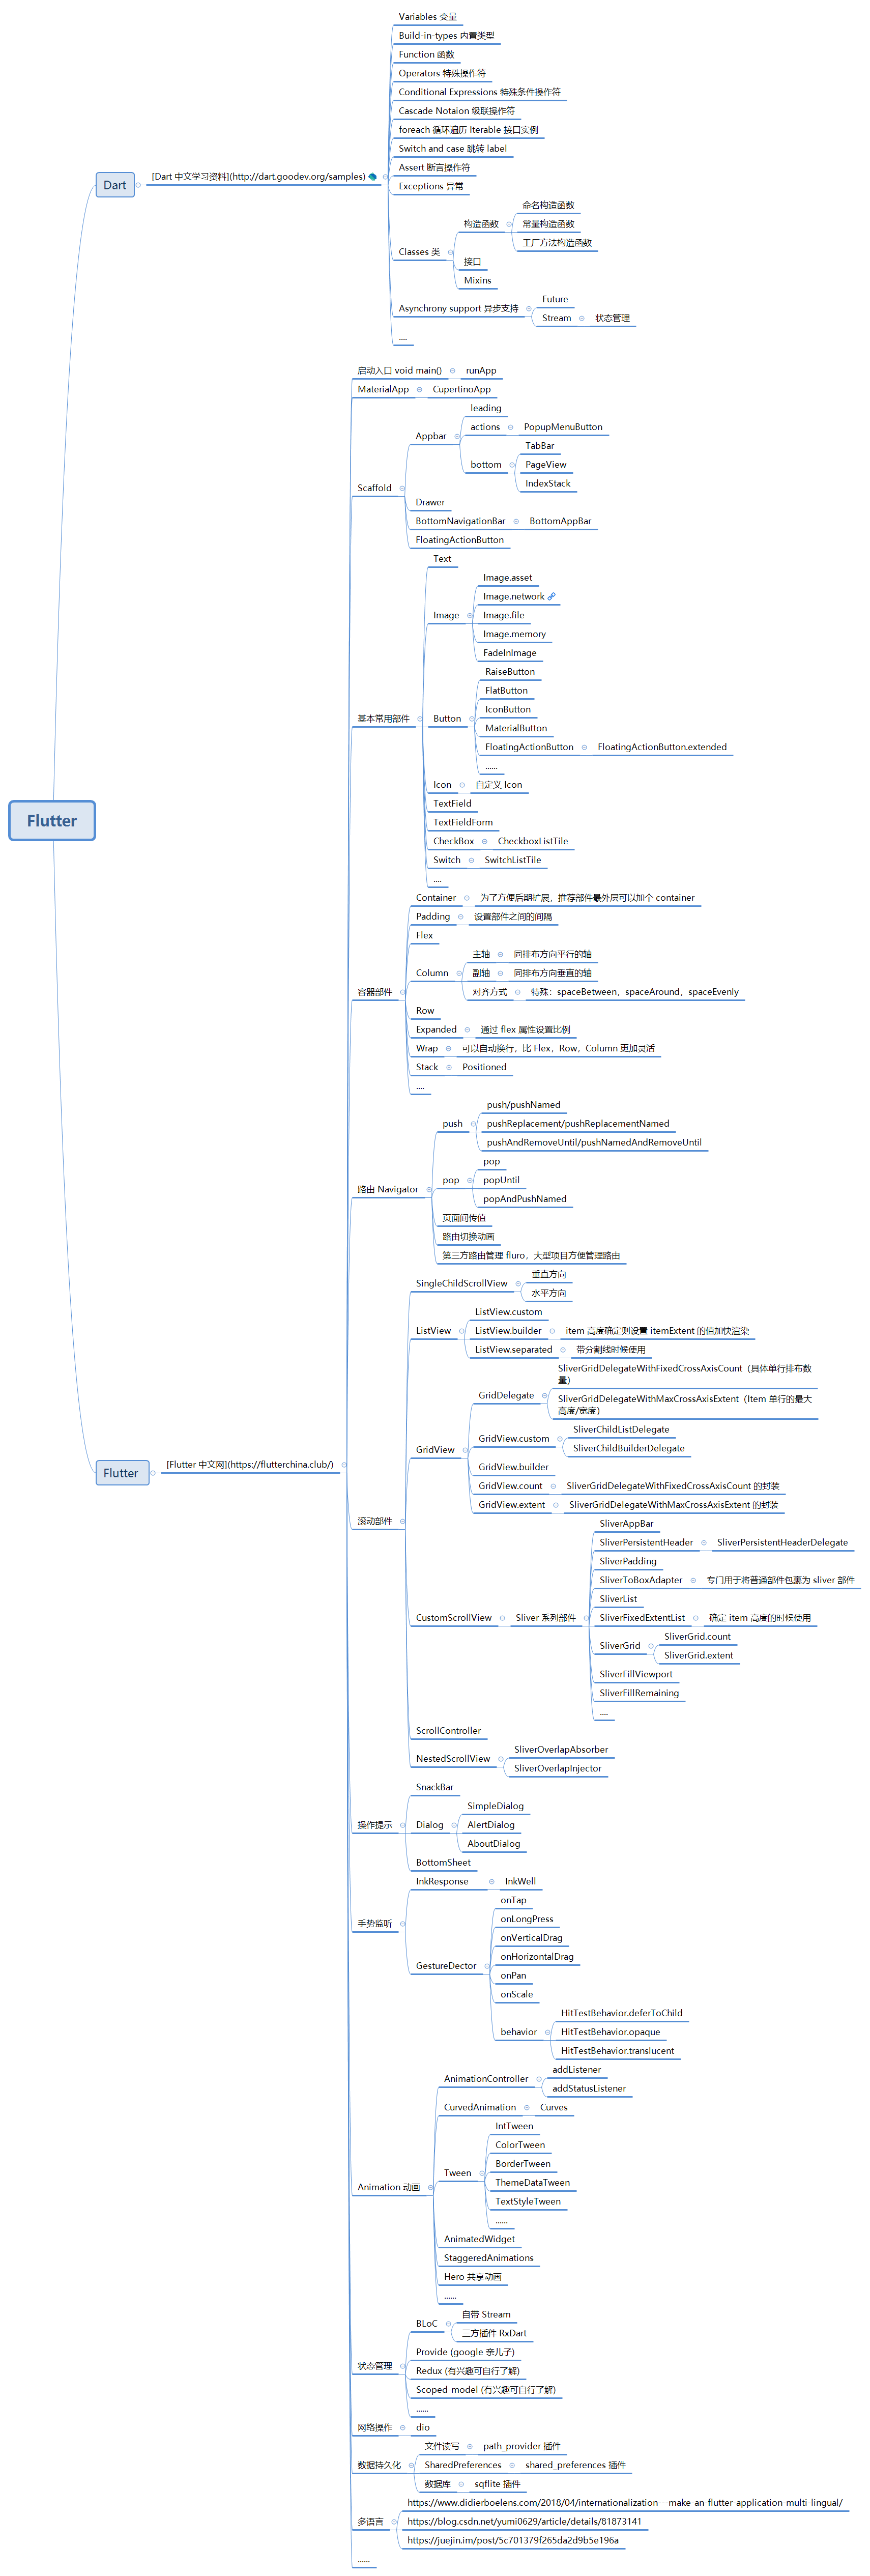 Flutter
Dart
[Dart 中文学习资料](http://dart.goodev.org/samples)
Variables 变量
Build-in-types 内置类型
Function 函数
Operators 特殊操作符
Conditional Expressions 特殊条件操作符
Cascade Notaion 级联操作符
foreach 循环遍历 Iterable 接口实例
Switch and case 跳转 label
Assert 断言操作符
Exceptions 异常
Classes 类
构造函数
命名构造函数
常量构造函数
工厂方法构造函数
接口
Mixins
Asynchrony support 异步支持
Future
Stream
状态管理
....
Flutter
[Flutter 中文网](https://flutterchina.club/)
启动入口 void main()
runApp
MaterialApp
CupertinoApp
Scaffold
Appbar
leading
actions
PopupMenuButton
bottom
TabBar
PageView
IndexStack
Drawer
BottomNavigationBar
BottomAppBar
FloatingActionButton
基本常用部件
Text
Image
Image.asset
Image.network
Image.file
Image.memory
FadeInImage
Button
RaiseButton
FlatButton
IconButton
MaterialButton
FloatingActionButton
FloatingActionButton.extended
......
Icon
自定义 Icon
TextField
TextFieldForm
CheckBox
CheckboxListTile
Switch
SwitchListTile
....
容器部件
Container
为了方便后期扩展，推荐部件最外层可以加个 container
Padding
设置部件之间的间隔
Flex
Column
主轴
同排布方向平行的轴
副轴
同排布方向垂直的轴
对齐方式
特殊：spaceBetween，spaceAround，spaceEvenly
Row
Expanded
通过 flex 属性设置比例
Wrap
可以自动换行，比 Flex，Row，Column 更加灵活
Stack
Positioned
....
路由 Navigator
push
push/pushNamed
pushReplacement/pushReplacementNamed
pushAndRemoveUntil/pushNamedAndRemoveUntil
pop
pop
popUntil
popAndPushNamed
页面间传值
路由切换动画
第三方路由管理 fluro，大型项目方便管理路由
滚动部件
SingleChildScrollView
垂直方向
水平方向
ListView
ListView.custom
ListView.builder
item 高度确定则设置 itemExtent 的值加快渲染
ListView.separated
带分割线时候使用
GridView
GridDelegate
SliverGridDelegateWithFixedCrossAxisCount（具体单行排布数
量）
SliverGridDelegateWithMaxCrossAxisExtent（Item 单行的最大
高度/宽度）
GridView.custom
SliverChildListDelegate
SliverChildBuilderDelegate
GridView.builder
GridView.count
SliverGridDelegateWithFixedCrossAxisCount 的封装
GridView.extent
SliverGridDelegateWithMaxCrossAxisExtent 的封装
CustomScrollView
Sliver 系列部件
SliverAppBar
SliverPersistentHeader
SliverPersistentHeaderDelegate
SliverPadding
SliverToBoxAdapter
专门用于将普通部件包裹为 sliver 部件
SliverList
SliverFixedExtentList
确定 item 高度的时候使用
SliverGrid
SliverGrid.count
SliverGrid.extent
SliverFillViewport
SliverFillRemaining
....
ScrollController
NestedScrollView
SliverOverlapAbsorber
SliverOverlapInjector
操作提示
SnackBar
Dialog
SimpleDialog
AlertDialog
AboutDialog
BottomSheet
手势监听
InkResponse
InkWell
GestureDector
onTap
onLongPress
onVerticalDrag
onHorizontalDrag
onPan
onScale
behavior
HitTestBehavior.deferToChild
HitTestBehavior.opaque
HitTestBehavior.translucent
Animation 动画
AnimationController
addListener
addStatusListener
CurvedAnimation
Curves
Tween
IntTween
ColorTween
BorderTween
ThemeDataTween
TextStyleTween
......
AnimatedWidget
StaggeredAnimations
Hero 共享动画
......
状态管理
BLoC
自带 Stream
三方插件 RxDart
Provide (google 亲儿子)
Redux (有兴趣可自行了解)
Scoped-model (有兴趣可自行了解)
......
网络操作
dio
数据持久化
文件读写
path_provider 插件
SharedPreferences
shared_preferences 插件
数据库
sqflite 插件
多语言
https://www.didierboelens.com/2018/04/internationalization---make-an-flutter-application-multi-lingual/
https://blog.csdn.net/yumi0629/article/details/81873141
https://juejin.im/post/5c701379f265da2d9b5e196a
......